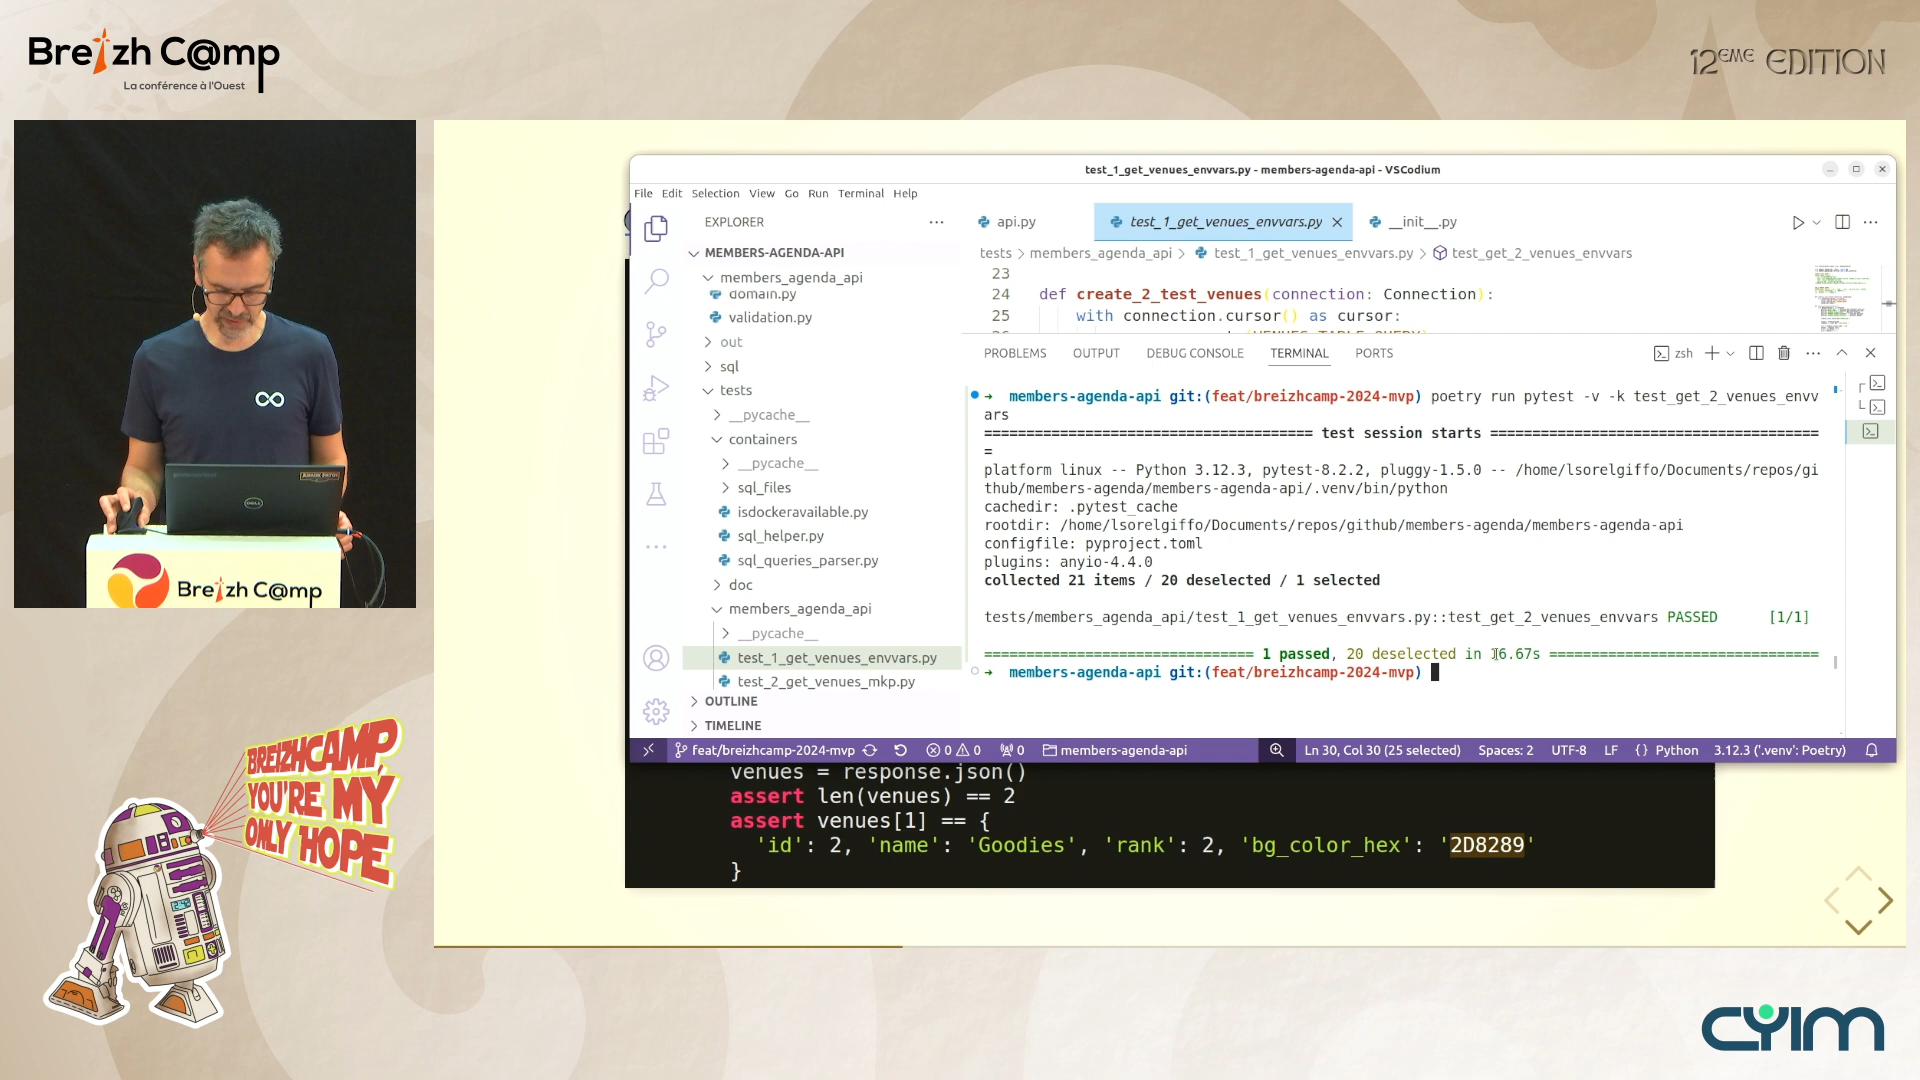 Breizh C@mp
La conférence à l'Ouest
12ÈME EDITION
DELL
Breizh C@mp
BREIZHCAMP,
YOU'RE MY
ONLY HOPE
test_1_get_venues_envvars.py - members-agenda-api - VSCodium
File Edit Selection View Go Run Terminal Help
EXPLORER
MEMBERS-AGENDA-API
members_agenda_api
domain.py
validation.py
out
sql
tests
__pycache__
containers
__pycache__
sql_files
isdockeravailable.py
sql_helper.py
sql_queries_parser.py
doc
members_agenda_api
__pycache__
test_1_get_venues_envvars.py
test_2_get_venues_mkp.py
OUTLINE
TIMELINE
api.py test_1_get_venues_envvars.py __init__.py
tests > members_agenda_api > test_1_get_venues_envvars.py > test_get_2_venues_envvars
23
24 def create_2_test_venues(connection: Connection):
25 with connection.cursor() as cursor:
PROBLEMS OUTPUT DEBUG CONSOLE TERMINAL PORTS
zsh
→ members-agenda-api git:(feat/breizhcamp-2024-mvp) poetry run pytest -v -k test_get_2_venues_envv
ars
======================================= test session starts =======================================
=
platform linux -- Python 3.12.3, pytest-8.2.2, pluggy-1.5.0 -- /home/lsorelgiffo/Documents/repos/gi
thub/members-agenda/members-agenda-api/.venv/bin/python
cachedir: .pytest_cache
rootdir: /home/lsorelgiffo/Documents/repos/github/members-agenda/members-agenda-api
configfile: pyproject.toml
plugins: anyio-4.4.0
collected 21 items / 20 deselected / 1 selected
tests/members_agenda_api/test_1_get_venues_envvars.py::test_get_2_venues_envvars PASSED [1/1]
================================ 1 passed, 20 deselected in 16.67s ================================
→ members-agenda-api git:(feat/breizhcamp-2024-mvp)
feat/breizhcamp-2024-mvp 0 0 0 members-agenda-api Ln 30, Col 30 (25 selected) Spaces: 2 UTF-8 LF {} Python 3.12.3 ('.venv': Poetry)
venues = response.json()
assert len(venues) == 2
assert venues[1] == {
'id': 2, 'name': 'Goodies', 'rank': 2, 'bg_color_hex': '2D8289'
}
CYIM